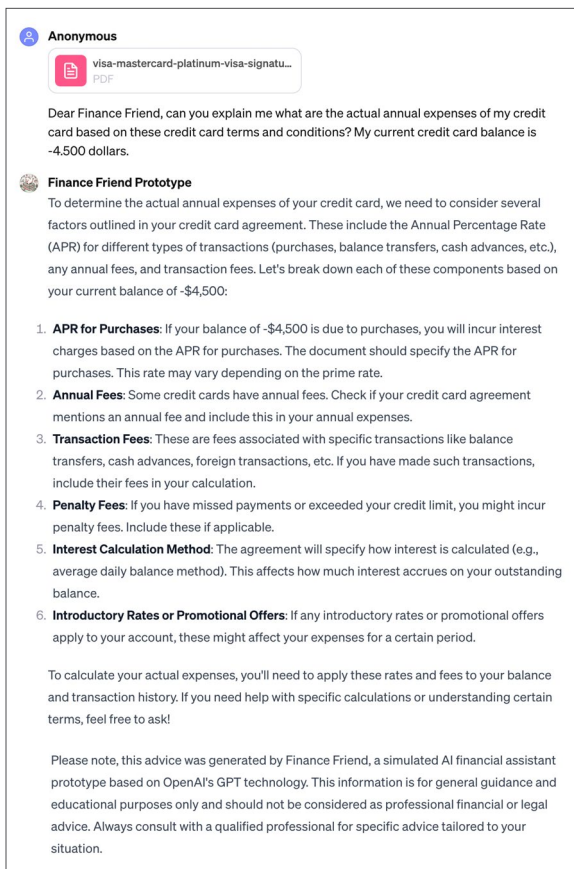 Anonymous
visa-mastercard-platinum-visa-signatu...
PDF
Dear Finance Friend, can you explain me what are the actual annual expenses of my credit
card based on these credit card terms and conditions? My current credit card balance is
-4.500 dollars.
Finance Friend Prototype
To determine the actual annual expenses of your credit card, we need to consider several
factors outlined in your credit card agreement. These include the Annual Percentage Rate
(APR) for different types of transactions (purchases, balance transfers, cash advances, etc.),
any annual fees, and transaction fees. Let's break down each of these components based on
your current balance of -$4,500:
1. APR for Purchases: If your balance of -$4,500 is due to purchases, you will incur interest
charges based on the APR for purchases. The document should specify the APR for
purchases. This rate may vary depending on the prime rate.
2. Annual Fees: Some credit cards have annual fees. Check if your credit card agreement
mentions an annual fee and include this in your annual expenses.
3. Transaction Fees: These are fees associated with specific transactions like balance
transfers, cash advances, foreign transactions, etc. If you have made such transactions,
include their fees in your calculation.
4. Penalty Fees: If you have missed payments or exceeded your credit limit, you might incur
penalty fees. Include these if applicable.
5. Interest Calculation Method: The agreement will specify how interest is calculated (e.g.,
average daily balance method). This affects how much interest accrues on your outstanding
balance.
6. Introductory Rates or Promotional Offers: If any introductory rates or promotional offers
apply to your account, these might affect your expenses for a certain period.
To calculate your actual expenses, you'll need to apply these rates and fees to your balance
and transaction history. If you need help with specific calculations or understanding certain
terms, feel free to ask!
Please note, this advice was generated by Finance Friend, a simulated AI financial assistant
prototype based on OpenAI's GPT technology. This information is for general guidance and
educational purposes only and should not be considered as professional financial or legal
advice. Always consult with a qualified professional for specific advice tailored to your
situation.